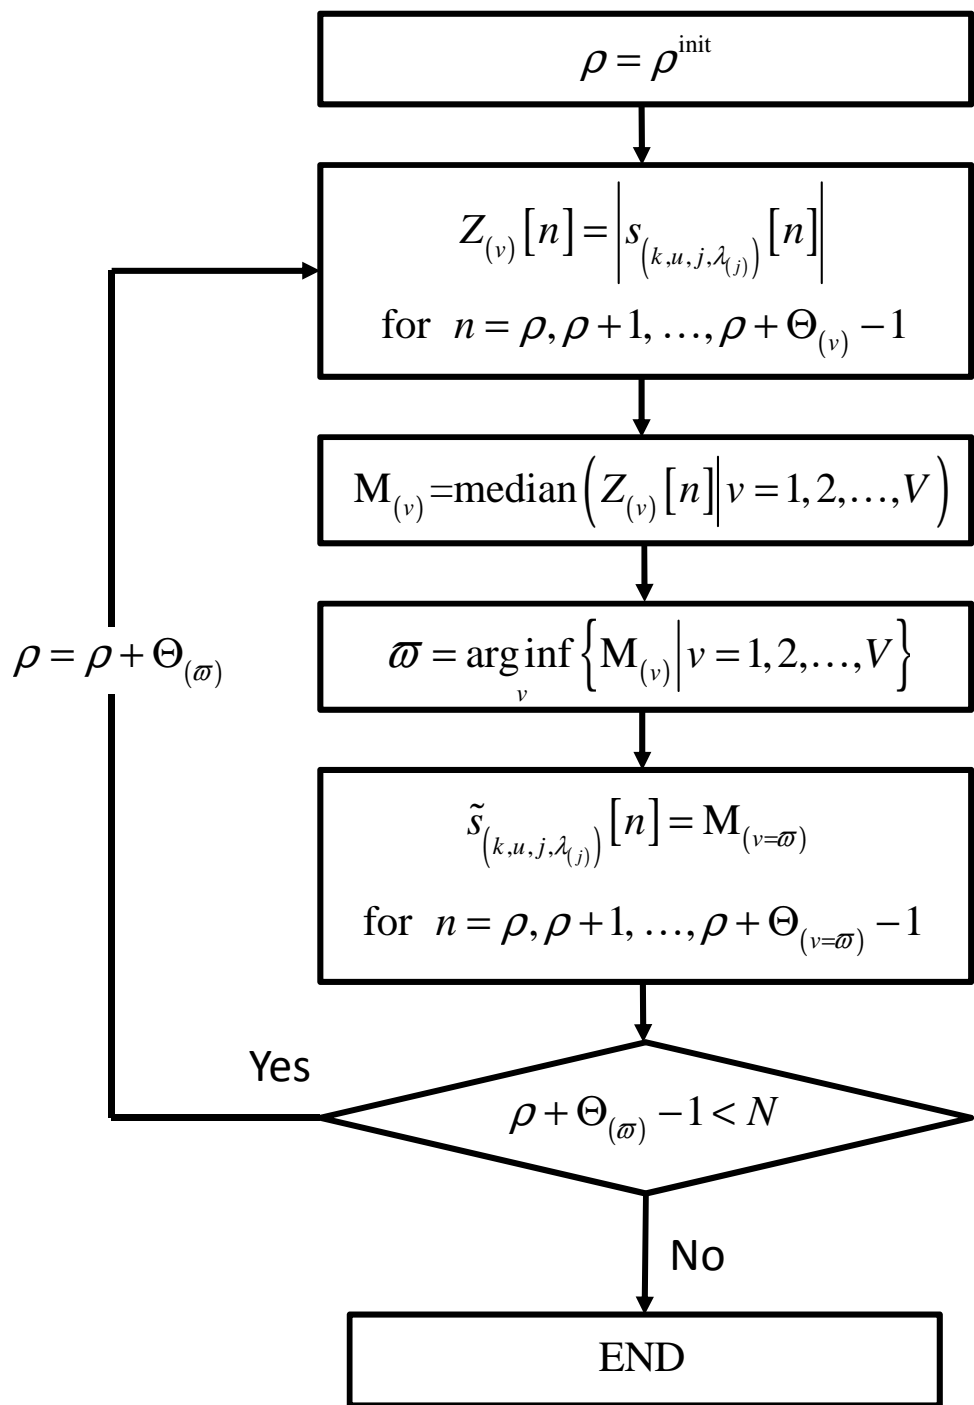 ρ = ρ^init
Z_(v)[n] = |s_(k,u,j,λ_(j))[n]|
for n = ρ, ρ+1, …, ρ+Θ_(v) −1
M_(v)=median(Z_(v)[n]|v = 1, 2,…,V)
ϖ = arg inf_v {M_(v)|v = 1, 2,…,V}
ρ = ρ + Θ_(ϖ)
s̃_(k,u,j,λ_(j))[n] = M_(v=ϖ)
for n = ρ, ρ+1, …, ρ+Θ_(v=ϖ) −1
Yes
ρ+Θ_(ϖ) −1 < N
No
END